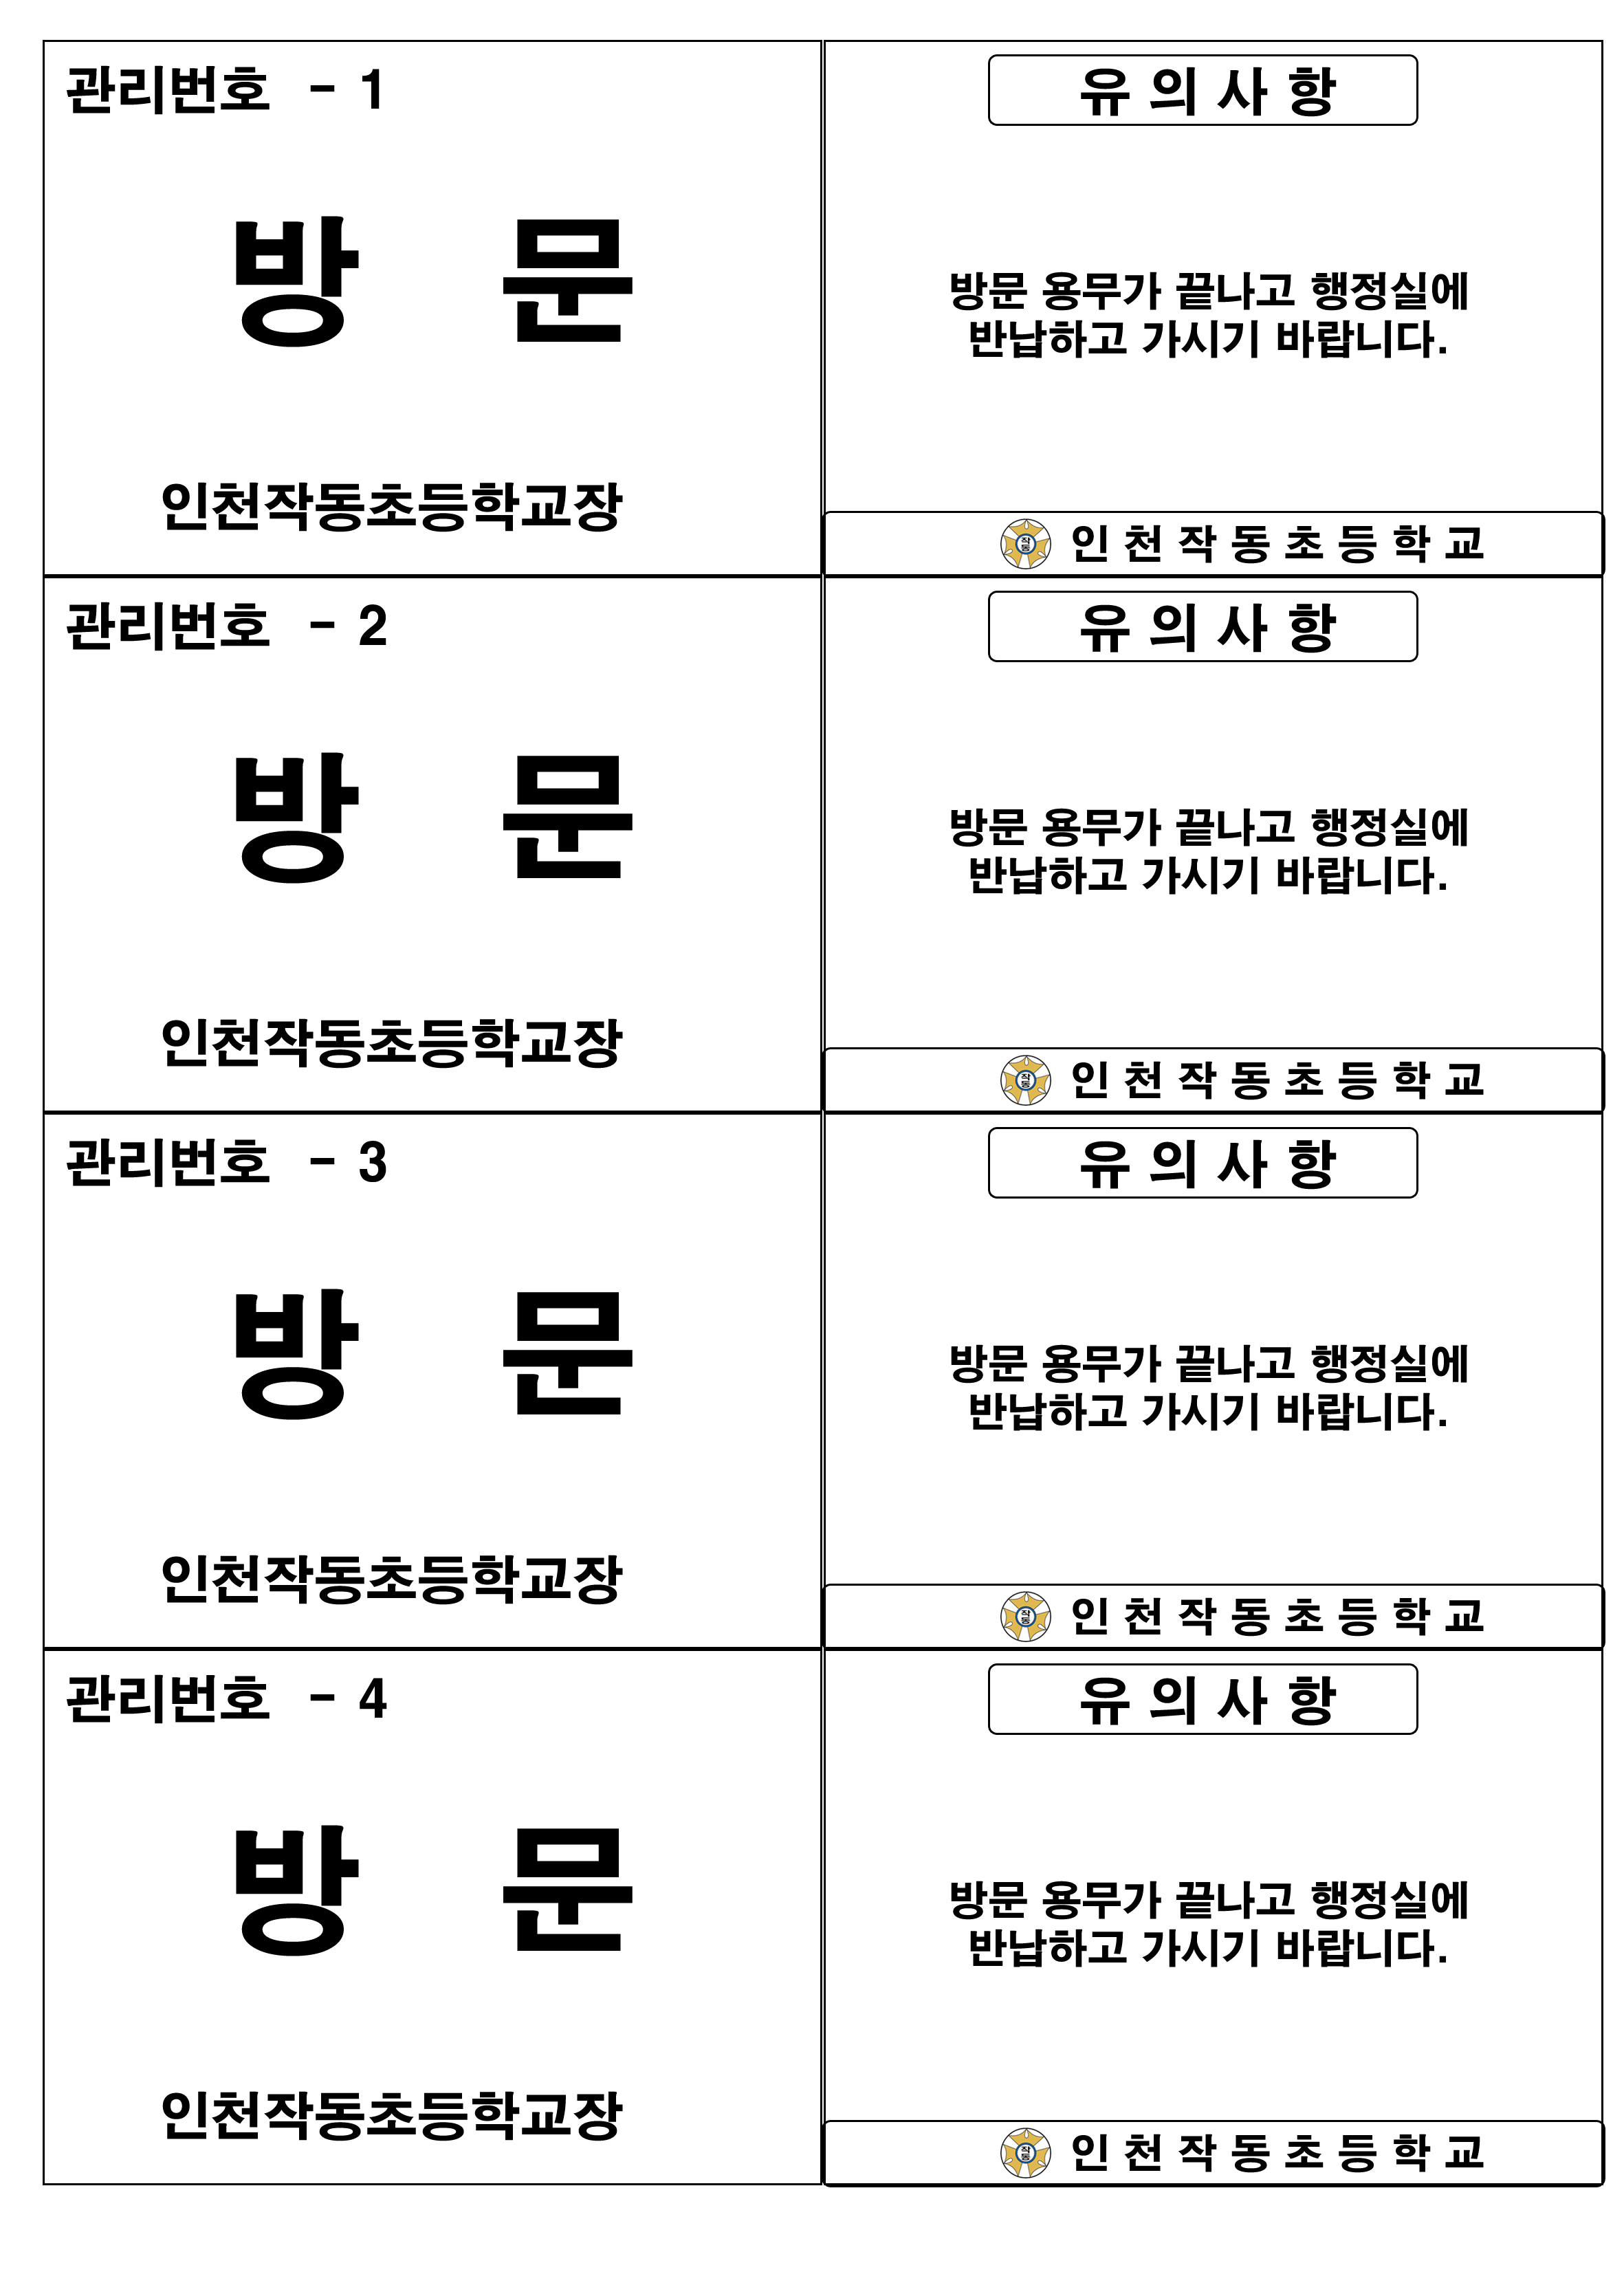 관리번호 - 1
방 문
인천작동초등학교장
유 의 사 항
방문 용무가 끝나고 행정실에
반납하고 가시기 바랍니다.
작동
인 천 작 동 초 등 학 교
관리번호 - 2
방 문
인천작동초등학교장
유 의 사 항
방문 용무가 끝나고 행정실에
반납하고 가시기 바랍니다.
작동
인 천 작 동 초 등 학 교
관리번호 - 3
방 문
인천작동초등학교장
유 의 사 항
방문 용무가 끝나고 행정실에
반납하고 가시기 바랍니다.
작동
인 천 작 동 초 등 학 교
관리번호 - 4
방 문
인천작동초등학교장
유 의 사 항
방문 용무가 끝나고 행정실에
반납하고 가시기 바랍니다.
작동
인 천 작 동 초 등 학 교